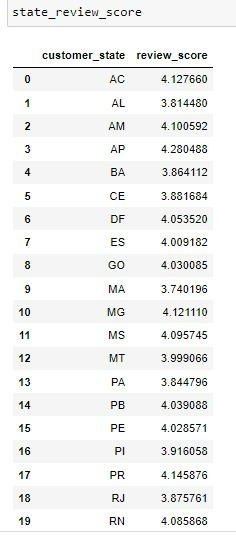 state_review_score
customer_state review_score
0 AC 4.127660
1 AL 3.814480
2 AM 4.100592
3 AP 4.280488
4 BA 3.864112
5 CE 3.881684
6 DF 4.053520
7 ES 4.009182
8 GO 4.030085
9 MA 3.740196
10 MG 4.121110
11 MS 4.095745
12 MT 3.999066
13 PA 3.844796
14 PB 4.039088
15 PE 4.028571
16 PI 3.916058
17 PR 4.145876
18 RJ 3.875761
19 RN 4.085868